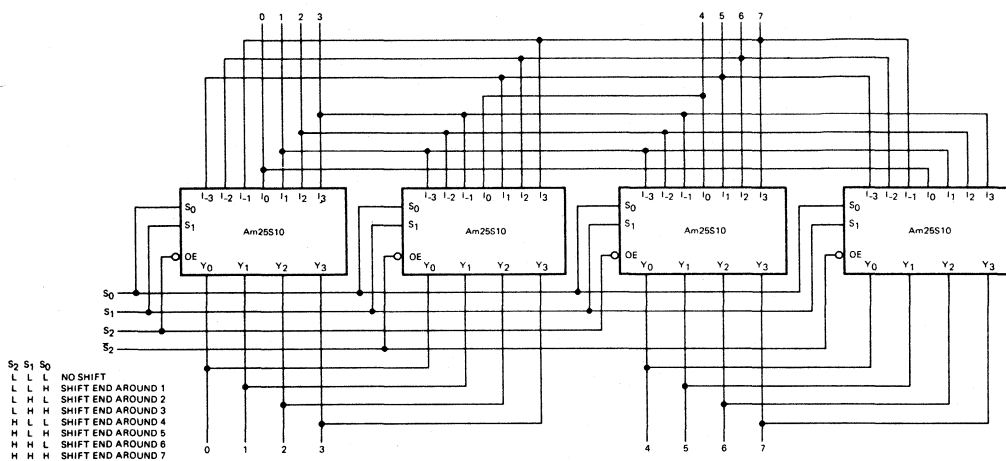 0 1 2 3 4 5 6 7
I-3 I-2 I-1 I0 I1 I2 I3 I-3 I-2 I-1 I0 I1 I2 I3 I-3 I-2 I-1 I0 I1 I2 I3 I-3 I-2 I-1 I0 I1 I2 I3
S0 S0 S0 S0
S1 S1 S1 S1
Am25S10 Am25S10 Am25S10 Am25S10
OE OE OE OE
Y0 Y1 Y2 Y3 Y0 Y1 Y2 Y3 Y0 Y1 Y2 Y3 Y0 Y1 Y2 Y3
S0
S1
S2
S̅2
S2 S1 S0
L L L NO SHIFT
L L H SHIFT END AROUND 1
L H L SHIFT END AROUND 2
L H H SHIFT END AROUND 3
H L L SHIFT END AROUND 4
H L H SHIFT END AROUND 5
H H L SHIFT END AROUND 6
H H H SHIFT END AROUND 7
0 1 2 3 4 5 6 7